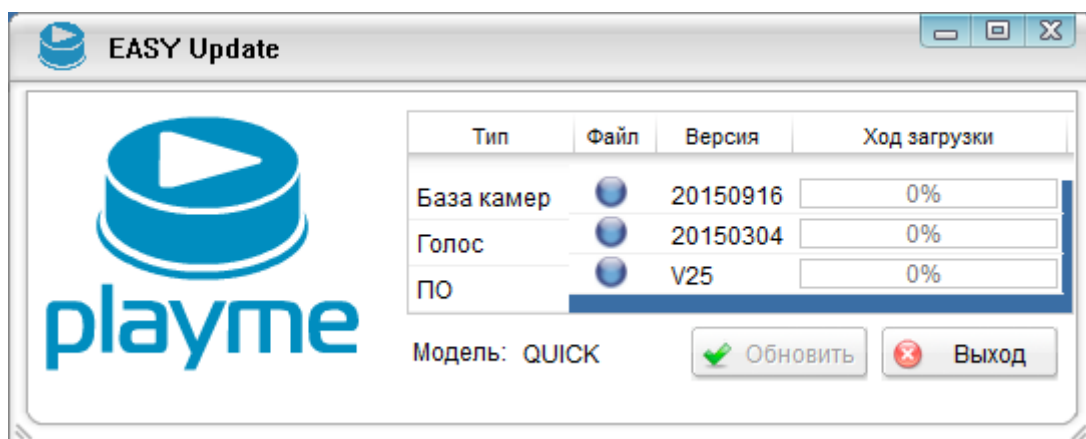 EASY Update
playme
Тип Файл Версия Ход загрузки
База камер 20150916 0%
Голос 20150304 0%
ПО V25 0%
Модель: QUICK Обновить Выход